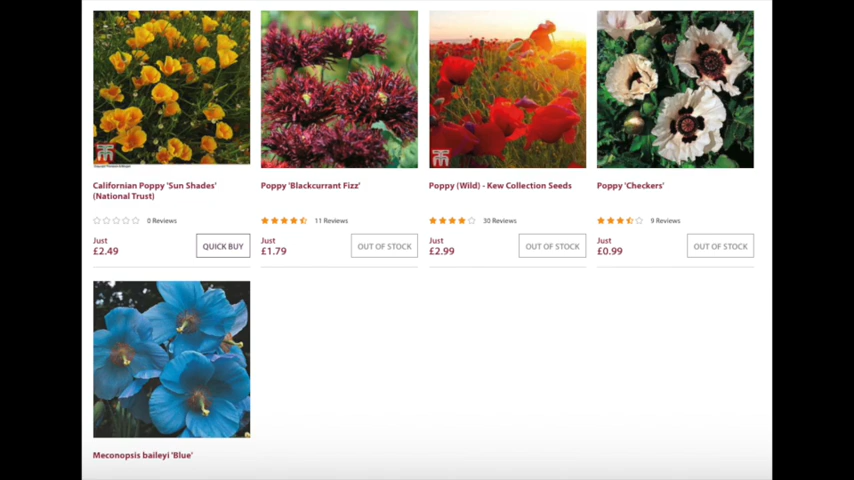 Californian Poppy 'Sun Shades'
(National Trust)
0 Reviews
Just
£2.49
QUICK BUY
Poppy 'Blackcurrant Fizz'
11 Reviews
Just
£1.79
OUT OF STOCK
Poppy (Wild) - Kew Collection Seeds
30 Reviews
Just
£2.99
OUT OF STOCK
Poppy 'Checkers'
9 Reviews
Just
£0.99
OUT OF STOCK
Meconopsis baileyi 'Blue'